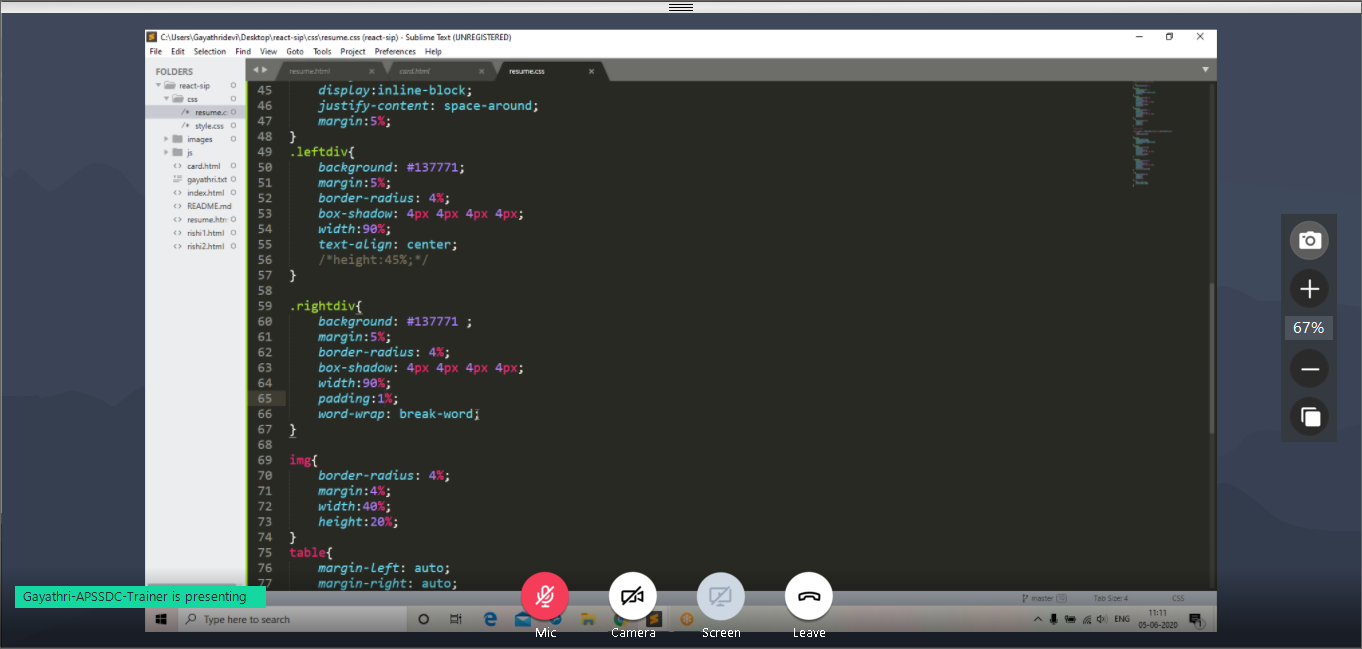 C:\Users\Gayathridevi\Desktop\react-sip\css\resume.css (react-sip) - Sublime Text (UNREGISTERED)
File Edit Selection Find View Goto Tools Project Preferences Help
FOLDERS
react-sip
css
/* resume.c
/* style.css
images
js
<> card.html
gayathri.txt
<> index.html
<> README.md
<> resume.htm
<> rishi1.html
<> rishi2.html
resume.html card.html resume.css
45 display:inline-block;
46 justify-content: space-around;
47 margin:5%;
48 }
49 .leftdiv{
50 background: #137771;
51 margin:5%;
52 border-radius: 4%;
53 box-shadow: 4px 4px 4px 4px;
54 width:90%;
55 text-align: center;
56 /*height:45%;*/
57 }
58
59 .rightdiv{
60 background: #137771 ;
61 margin:5%;
62 border-radius: 4%;
63 box-shadow: 4px 4px 4px 4px;
64 width:90%;
65 padding:1%;
66 word-wrap: break-word;
67 }
68
69 img{
70 border-radius: 4%;
71 margin:4%;
72 width:40%;
73 height:20%;
74 }
75 table{
76 margin-left: auto;
77 margin-right: auto;
67%
Gayathri-APSSDC-Trainer is presenting
master Tab Size: 4 CSS
Type here to search
ENG
11:11
05-06-2020
Mic Camera Screen Leave